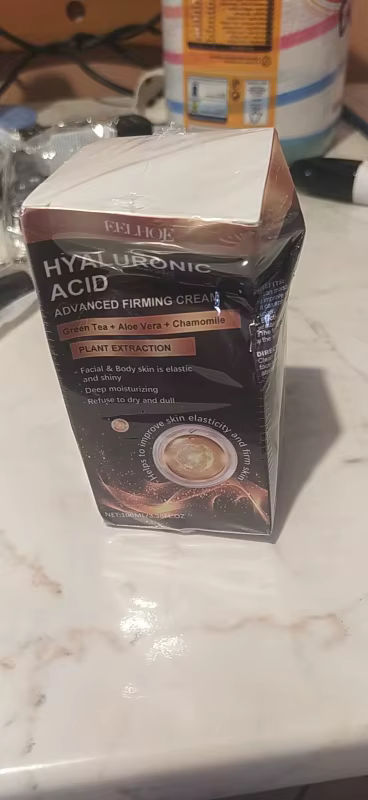 EELHOE
HYALURONIC
ACID
ADVANCED FIRMING CREAM
Green Tea + Aloe Vera + Chamomile
PLANT EXTRACTION
Facial & Body skin is elastic
and shiny
Deep moisturizing
Refuse to dry and dull
Helps to improve skin elasticity and firm skin
NET:100ML